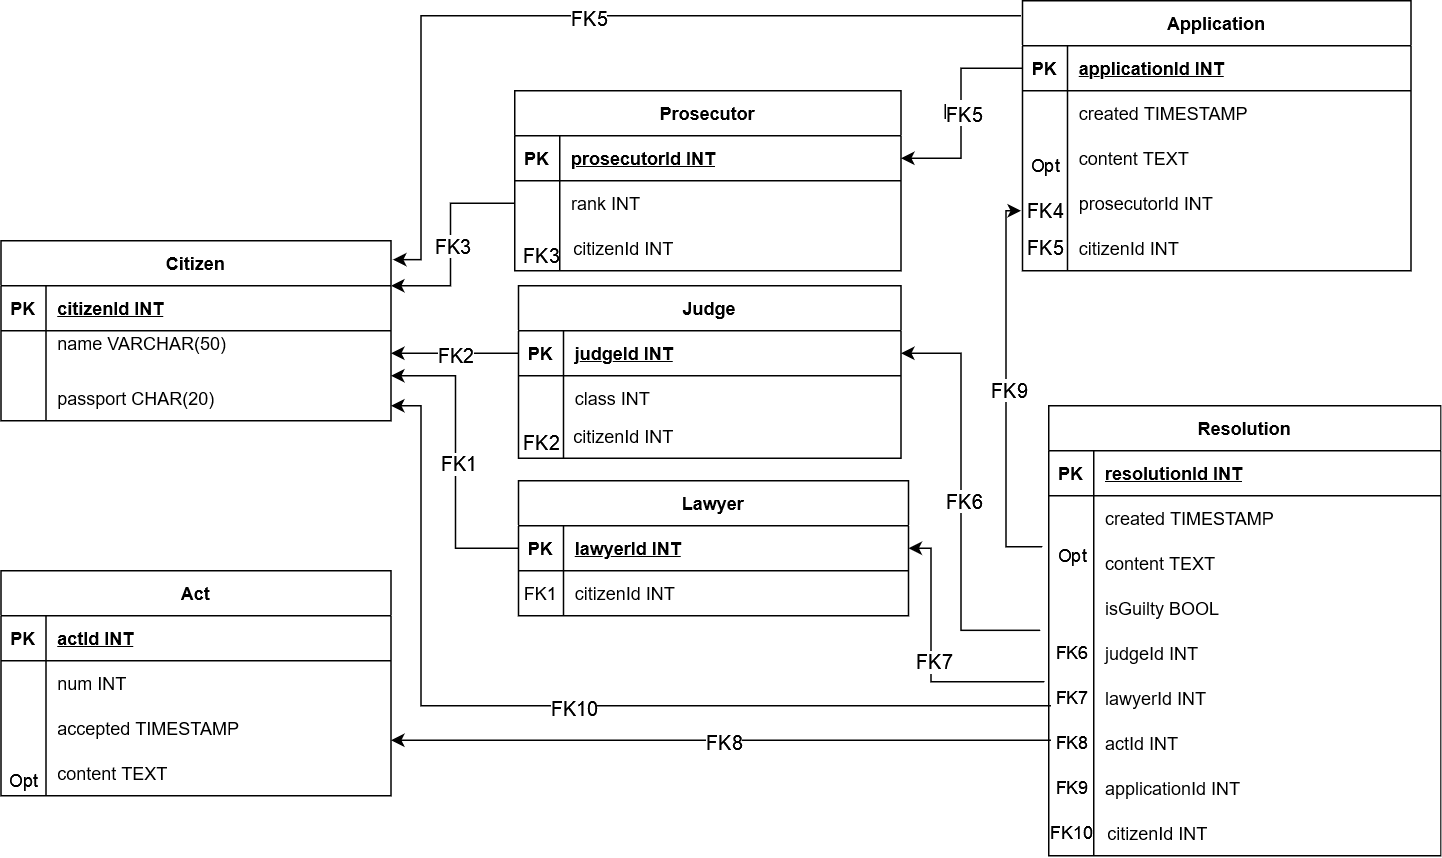 FK5
Application
PK applicationId INT
created TIMESTAMP
Opt content TEXT
FK4 prosecutorId INT
FK5 citizenId INT
FK5
Prosecutor
PK prosecutorId INT
rank INT
FK3 citizenId INT
FK3
Citizen
PK citizenId INT
name VARCHAR(50)
passport CHAR(20)
Judge
PK judgeId INT
class INT
FK2 citizenId INT
FK2
FK1
FK9
FK6
Lawyer
PK lawyerId INT
FK1 citizenId INT
Resolution
PK resolutionId INT
created TIMESTAMP
Opt content TEXT
isGuilty BOOL
FK6 judgeId INT
FK7 lawyerId INT
FK8 actId INT
FK9 applicationId INT
FK10 citizenId INT
Act
PK actId INT
num INT
accepted TIMESTAMP
Opt content TEXT
FK7
FK10
FK8